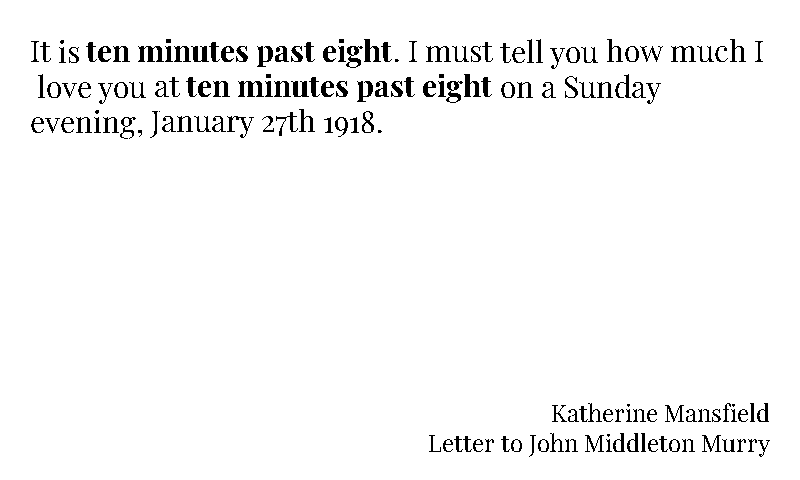 It is ten minutes past eight. I must tell you how much I
love you at ten minutes past eight on a Sunday
evening, January 27th 1918.
Katherine Mansfield
Letter to John Middleton Murry